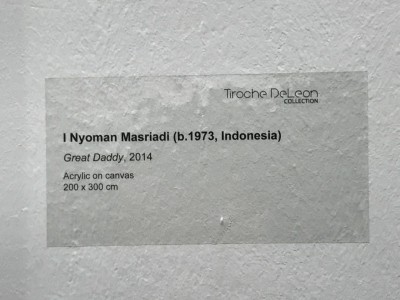 Tiroche DeLeon
COLLECTION
I Nyoman Masriadi (b.1973, Indonesia)
Great Daddy, 2014
Acrylic on canvas
200 x 300 cm